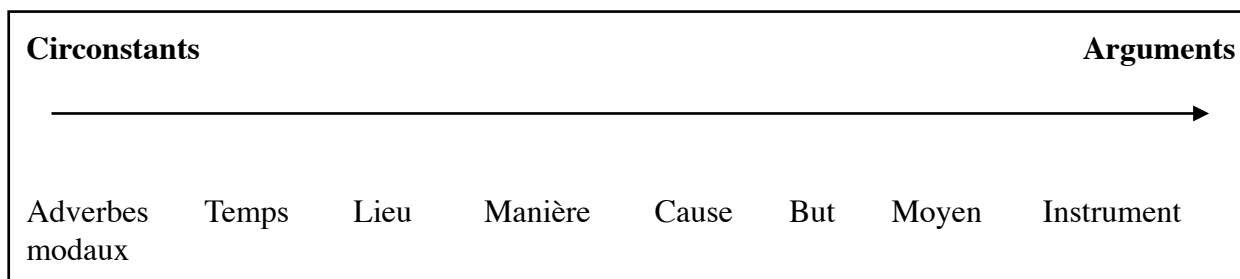 Circonstants Arguments
Adverbes Temps Lieu Manière Cause But Moyen Instrument
modaux